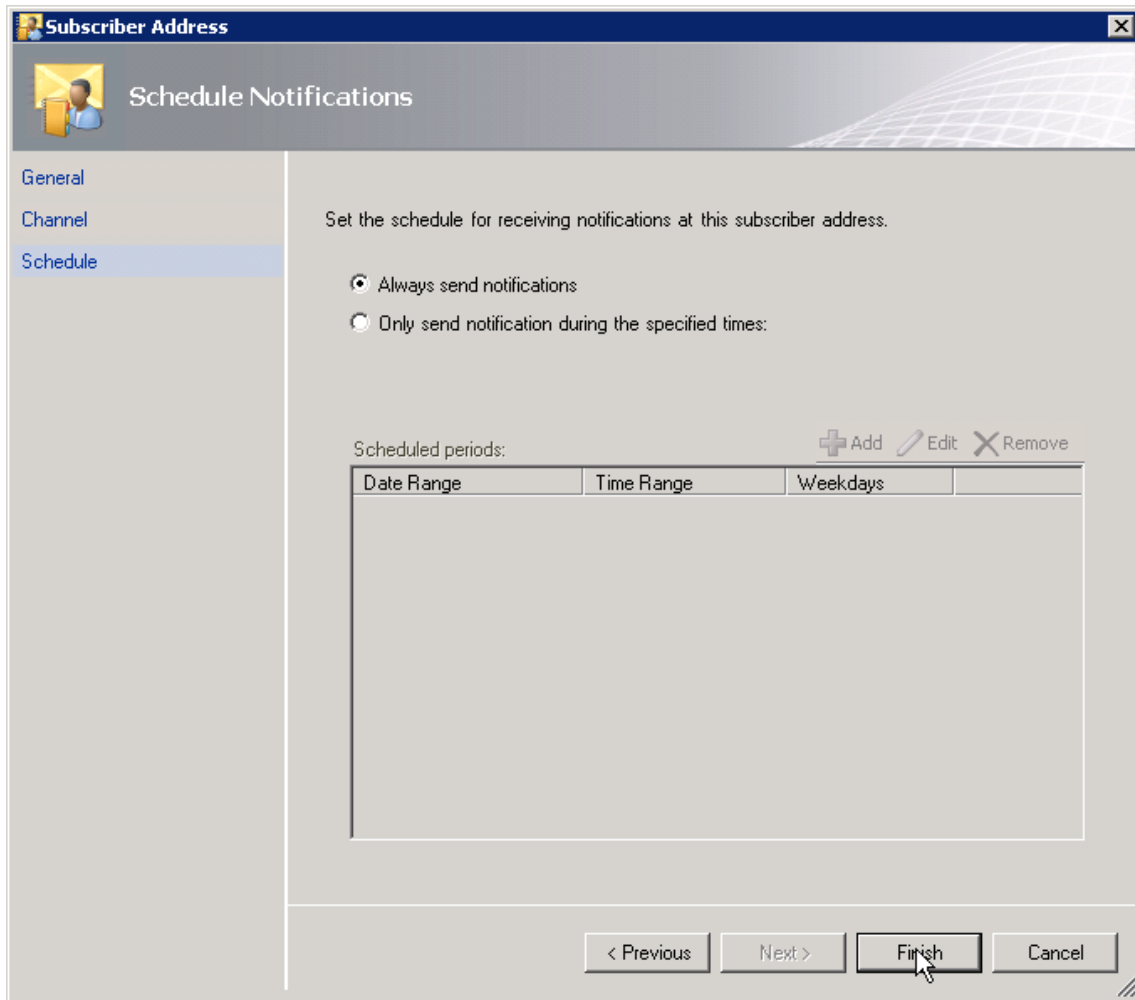 Subscriber Address
Schedule Notifications
General
Channel
Schedule
Set the schedule for receiving notifications at this subscriber address.
Always send notifications
Only send notification during the specified times:
Scheduled periods:
Add Edit Remove
Date Range Time Range Weekdays
< Previous Next > Finish Cancel